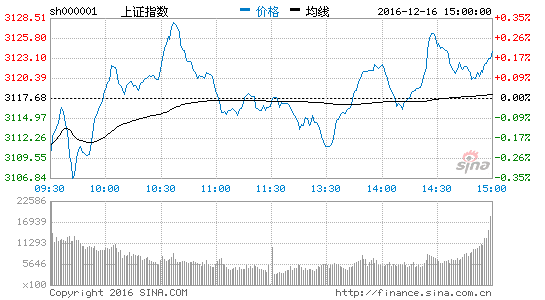 sh000001 上证指数 价格 均线 2016-12-16 15:00:00
3128.51 0.35%
3125.80 0.26%
3123.10 0.17%
3120.39 0.09%
3117.68 0.00%
3114.97 0.09%
3112.26 0.17%
3109.55 0.26%
3106.84 0.35%
sina
09:30 10:00 10:30 11:00 11:30 13:30 14:00 14:30 15:00
22586
16939
11293
5646
x100
Copyright 2016 SINA.COM http://finance.sina.com.cn